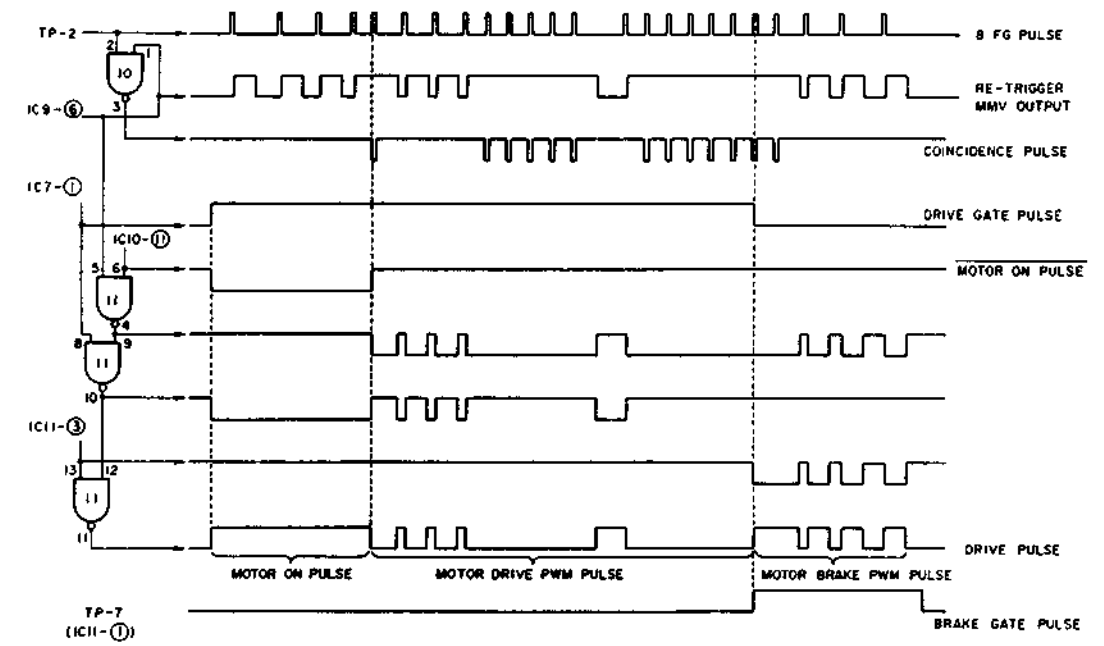 TP-2
8 FG PULSE
2
1
10
3
RE-TRIGGER
MMV OUTPUT
IC9-⑥
COINCIDENCE PULSE
IC7-①
DRIVE GATE PULSE
IC10-⑪
5
6
MOTOR ON PULSE
4
8
9
11
10
IC11-③
13
12
11
11
DRIVE PULSE
MOTOR ON PULSE
MOTOR DRIVE PWM PULSE
MOTOR BRAKE PWM PULSE
TP-7
(IC11-①)
BRAKE GATE PULSE